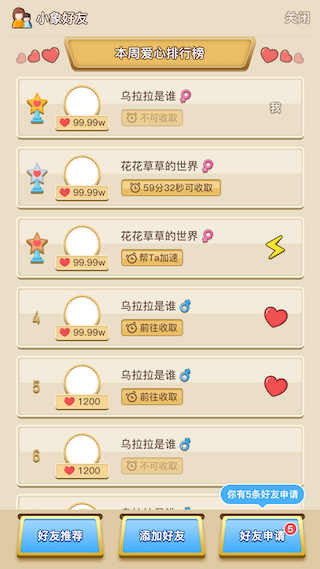 小象好友
关闭
本周爱心排行榜
乌拉拉是谁
99.99w
不可收取
我
花花草草的世界
99.99w
59分32秒可收取
花花草草的世界
99.99w
帮Ta加速
4
乌拉拉是谁
99.99w
前往收取
5
乌拉拉是谁
1200
前往收取
6
乌拉拉是谁
1200
不可收取
乌拉拉是谁
你有5条好友申请
好友推荐
添加好友
好友申请
5